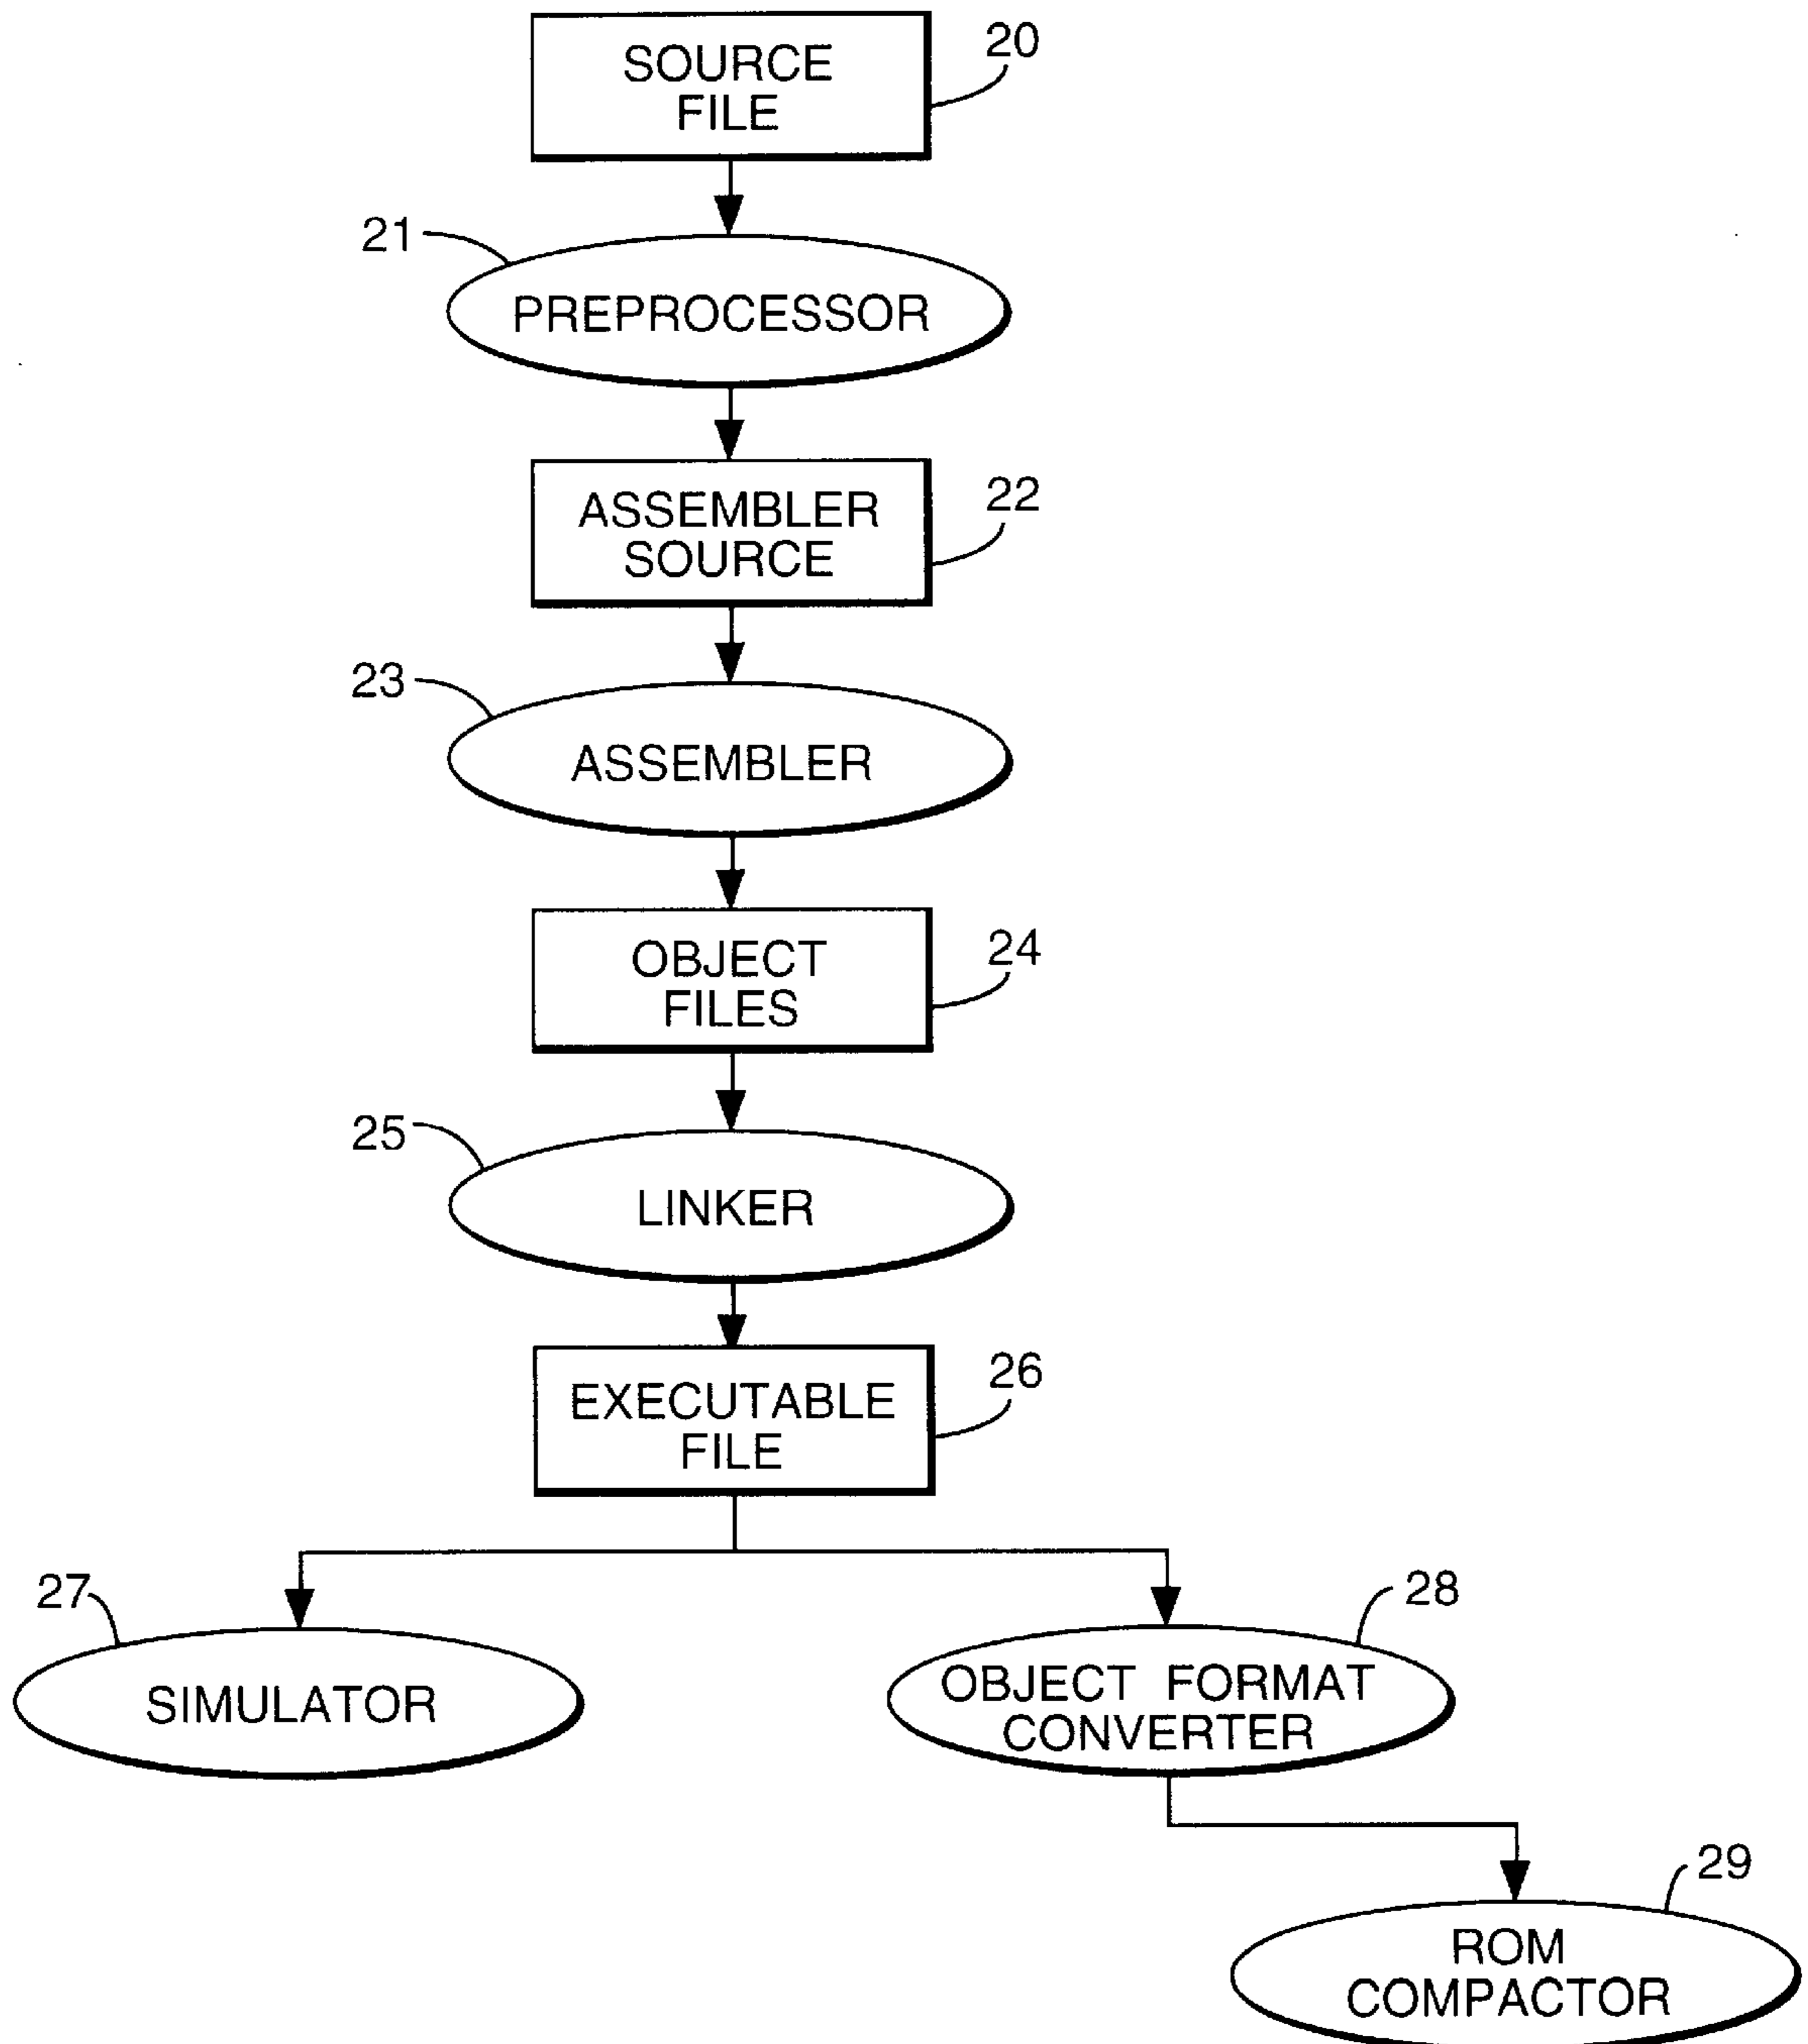 SOURCE
FILE
20
21
PREPROCESSOR
ASSEMBLER
SOURCE
22
23
ASSEMBLER
OBJECT
FILES
24
25
LINKER
EXECUTABLE
FILE
26
27
SIMULATOR
28
OBJECT FORMAT
CONVERTER
29
ROM
COMPACTOR